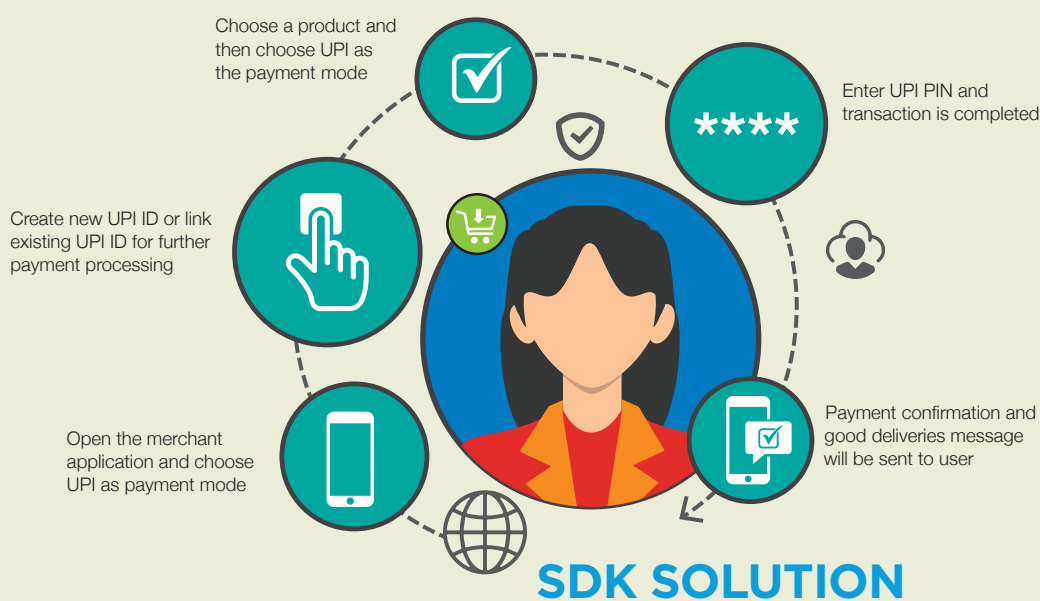 Choose a product and
then choose UPI as
the payment mode
****
Enter UPI PIN and
transaction is completed
Create new UPI ID or link
existing UPI ID for further
payment processing
Open the merchant
application and choose
UPI as payment mode
Payment confirmation and
good deliveries message
will be sent to user
SDK SOLUTION